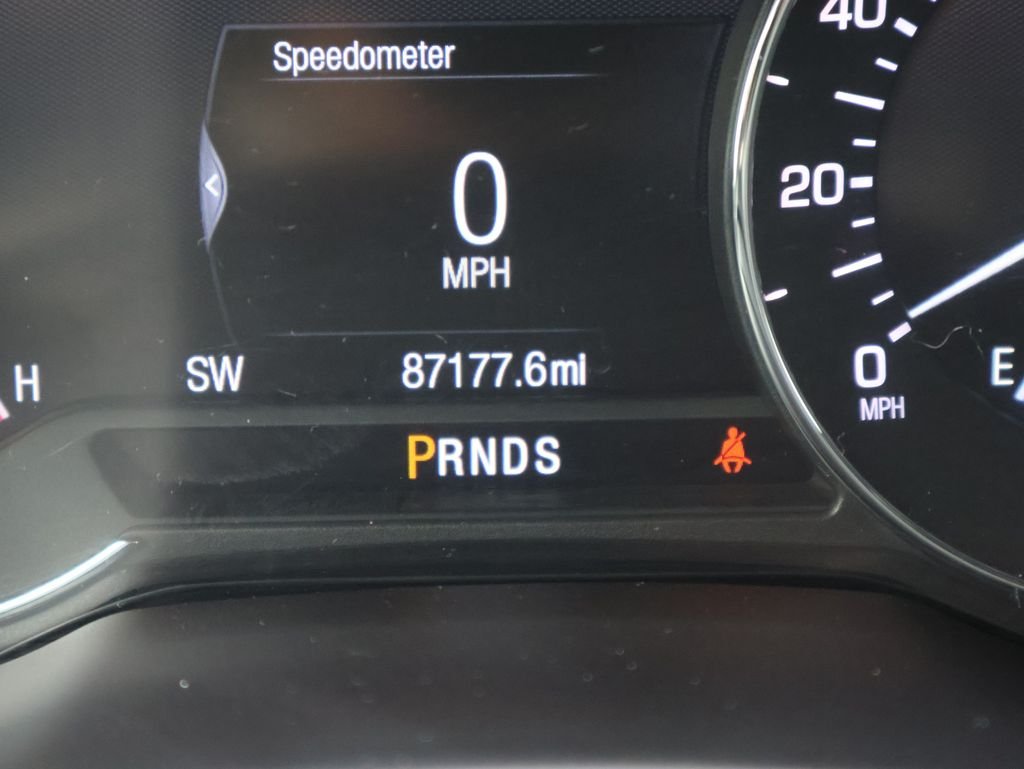 Speedometer
<
0
MPH
SW
87177.6mi
PRNDS
H
40
20
0
MPH
E